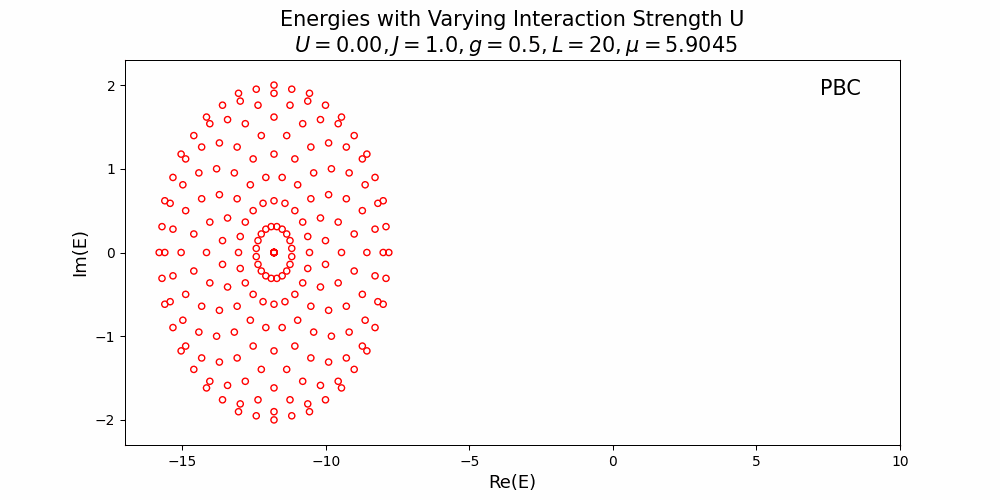 Energies with Varying Interaction Strength U
U = 0.00, J = 1.0, g = 0.5, L = 20, μ = 5.9045
PBC
Im(E)
2
1
0
−1
−2
−15
−10
−5
0
5
10
Re(E)